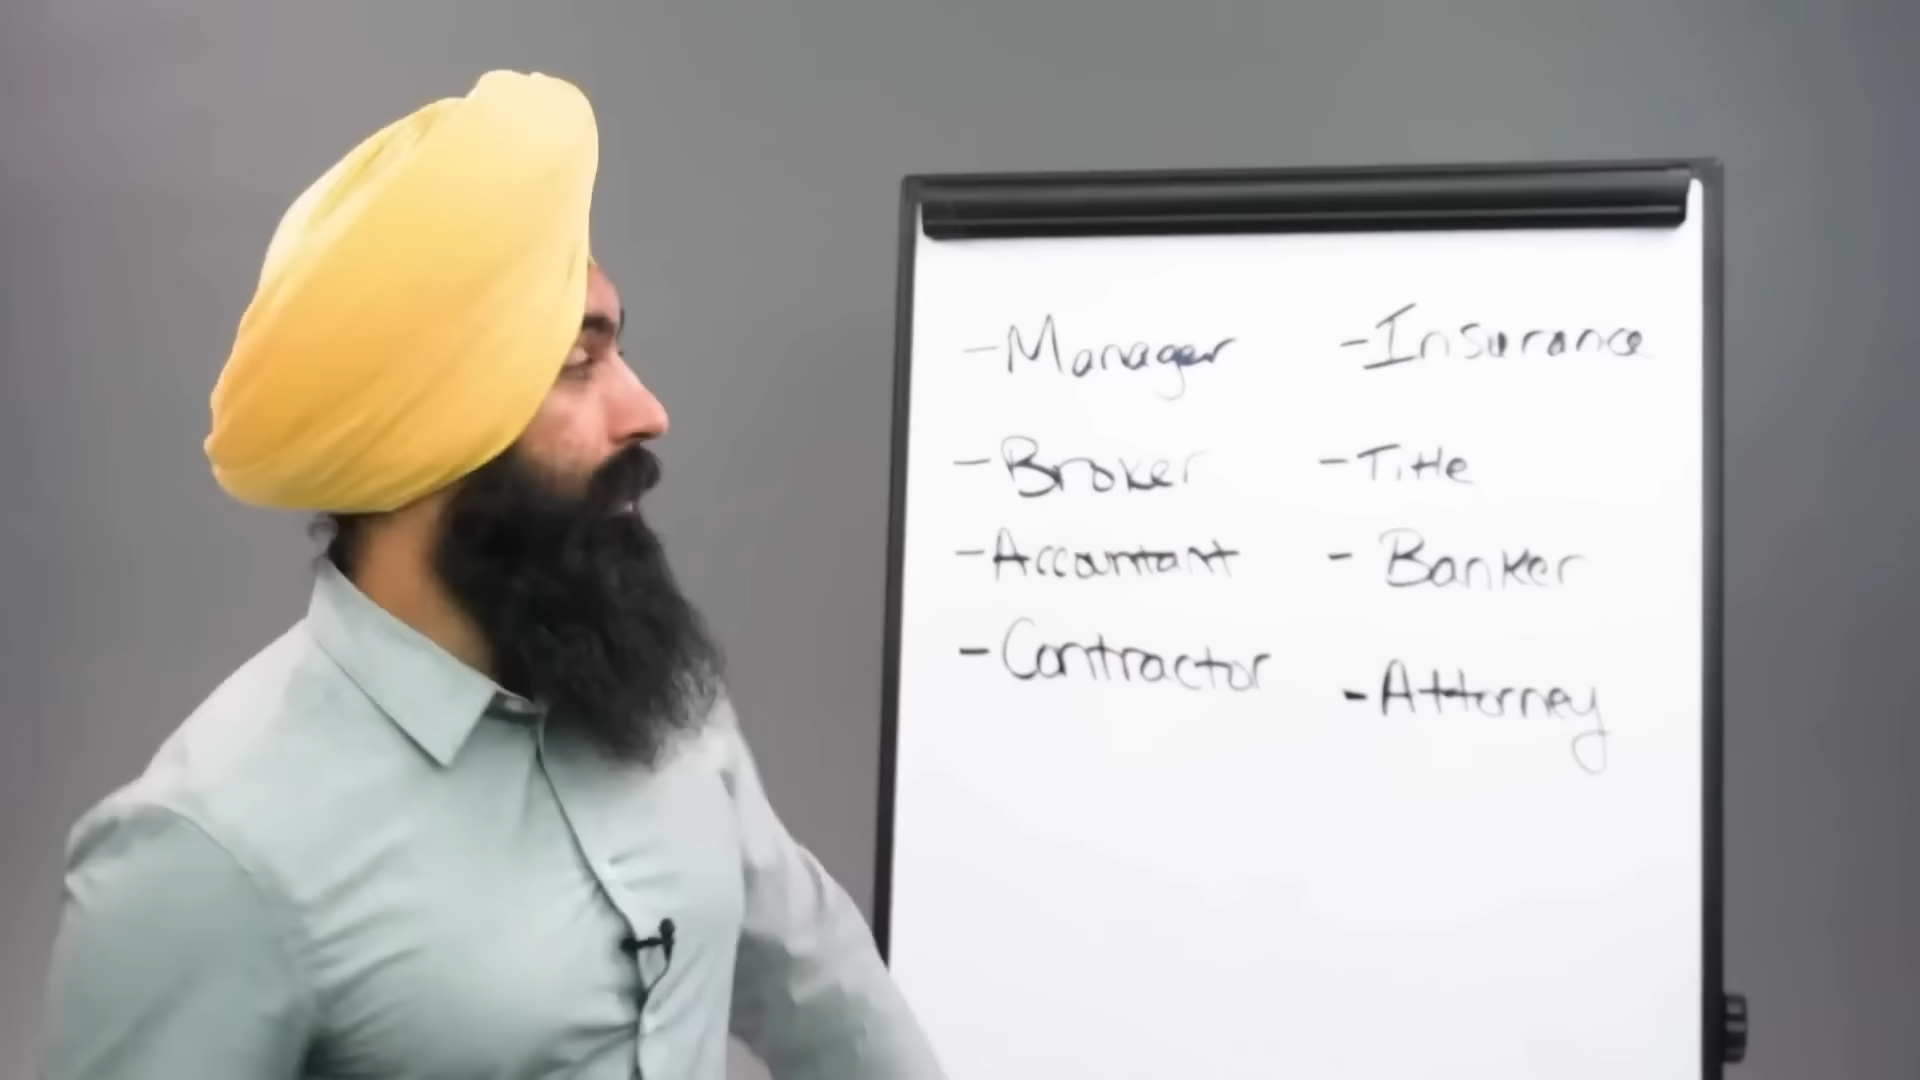 - Manager
- Broker
- Accountant
- Contractor
- Insurance
- Title
- Banker
- Attorney